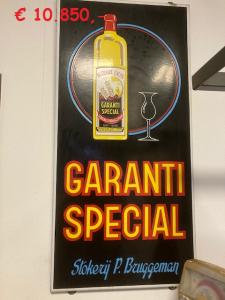 € 10.850,-
GARANTI
SPECIAL
GARANTI
SPECIAL
Stokerij P. Bruggeman